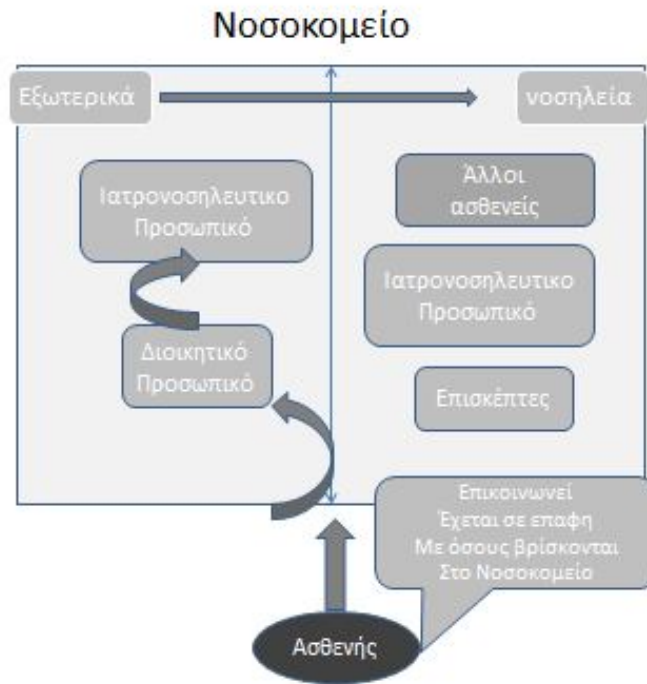 Νοσοκομείο
Εξωτερικά
νοσηλεία
Ιατρονοσηλευτικο
Προσωπικό
Διοικητικό
Προσωπικό
Άλλοι
ασθενείς
Ιατρονοσηλευτικο
Προσωπικό
Επισκέπτες
Επικοινωνεί
Έχεται σε επαφη
Με όσους βρίσκονται
Στο Νοσοκομείο
Ασθενής